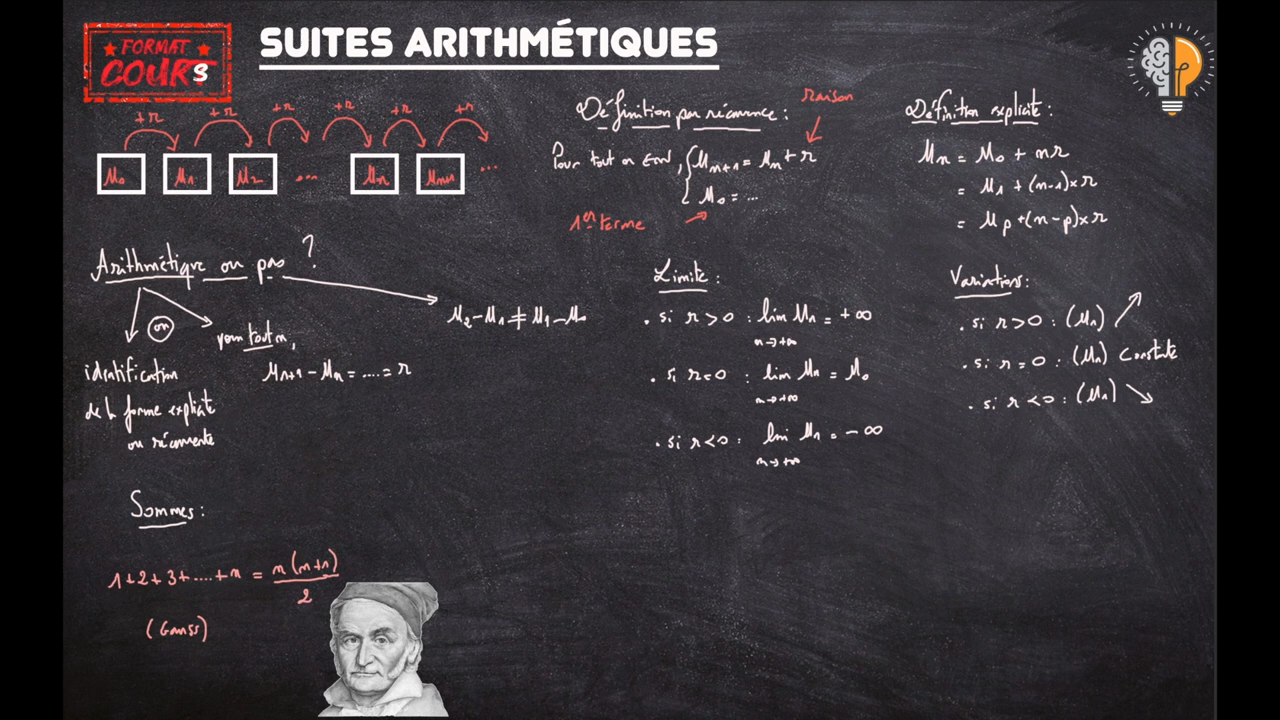 FORMAT
COURS
SUITES ARITHMÉTIQUES
+r +r +r +r +r +r
u0 u1 u2 ... un un+1 ...
Définition par récurrence :
raison
Pour tout n ∈ ℕ, { un+1 = un + r
u0 = ...
1er terme
Définition explicite :
un = u0 + nr
= u1 + (n-1)×r
= up + (n-p)×r
Arithmétique ou pas ?
ou
identification
de la forme explicite
ou récurrente
pour tout n,
un+1 - un = .... = r
u2 - u1 ≠ u1 - u0
Limite :
. si r > 0 : lim un = +∞
n→+∞
. si r = 0 : lim un = u0
n→+∞
. si r < 0 : lim un = -∞
n→+∞
Variations :
. si r > 0 : (un) ↗
. si r = 0 : (un) constante
. si r < 0 : (un) ↘
Sommes :
1+2+3+....+n = n(n+1)
2
(Gauss)